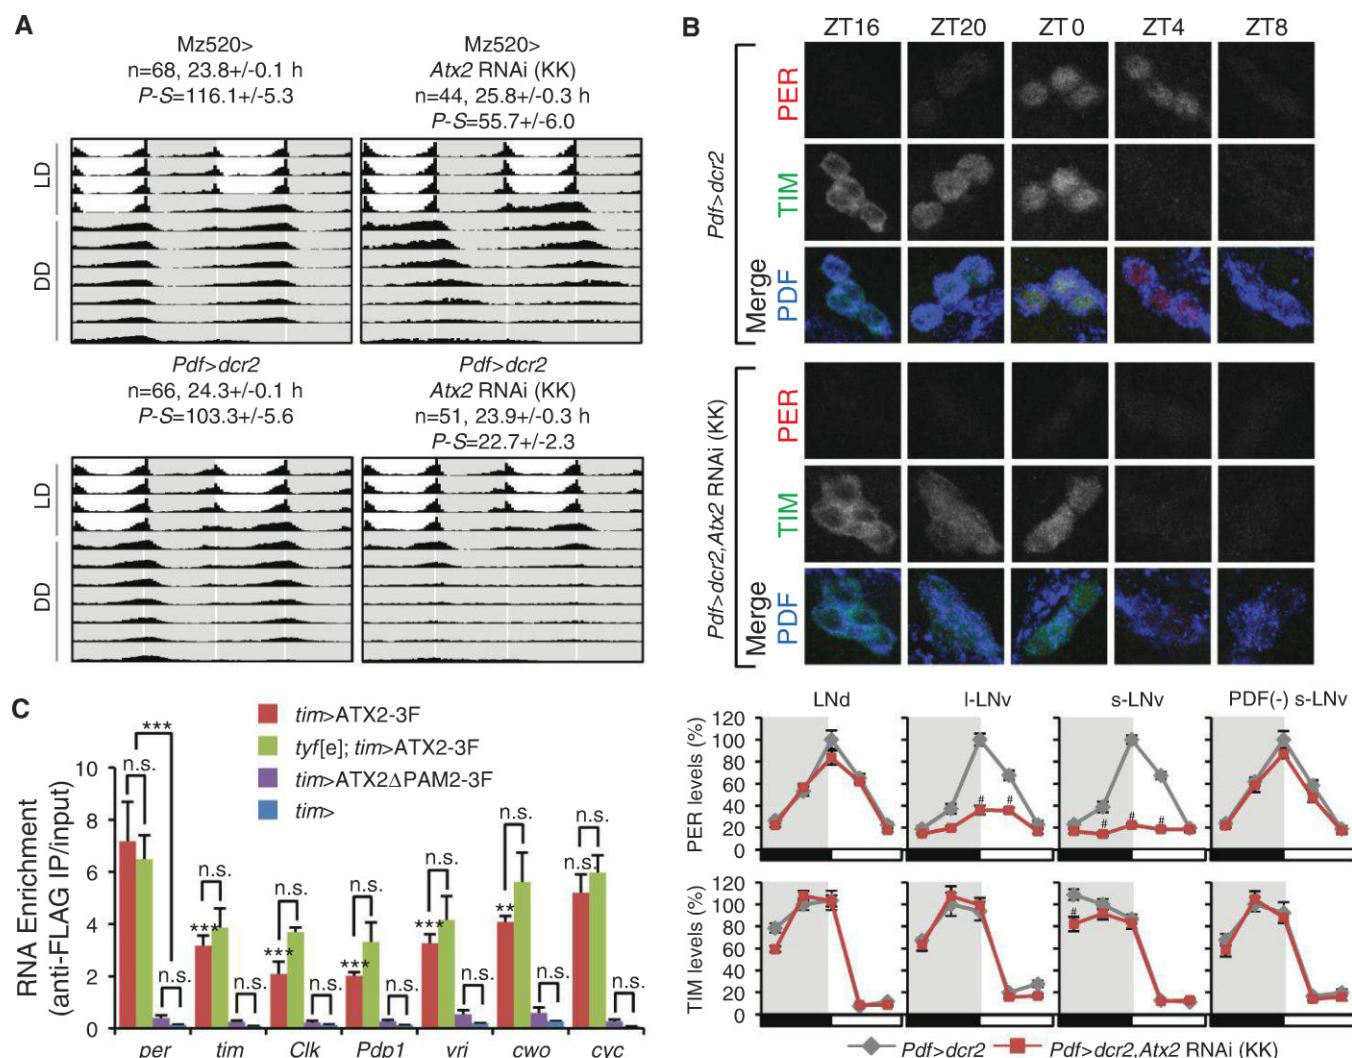 A
Mz520>
n=68, 23.8+/-0.1 h
P-S=116.1+/-5.3
Mz520>
Atx2 RNAi (KK)
n=44, 25.8+/-0.3 h
P-S=55.7+/-6.0
LD
DD
Pdf>dcr2
n=66, 24.3+/-0.1 h
P-S=103.3+/-5.6
Pdf>dcr2
Atx2 RNAi (KK)
n=51, 23.9+/-0.3 h
P-S=22.7+/-2.3
LD
DD
B
ZT16 ZT20 ZT0 ZT4 ZT8
Pdf>dcr2
PER
TIM
Merge
PDF
Pdf>dcr2,Atx2 RNAi (KK)
PER
TIM
Merge
PDF
LNd l-LNv s-LNv PDF(-) s-LNv
PER levels (%)
120
100
80
60
40
20
0
# # # # #
TIM levels (%)
120
100
80
60
40
20
0
#
Pdf>dcr2 Pdf>dcr2,Atx2 RNAi (KK)
C
tim>ATX2-3F
tyf[e]; tim>ATX2-3F
tim>ATX2ΔPAM2-3F
tim>
RNA Enrichment
(anti-FLAG IP/input)
10
8
6
4
2
0
***
n.s. n.s.
n.s. *** n.s.
n.s. *** n.s.
n.s. *** n.s.
n.s. *** n.s.
n.s. ** n.s.
n.s. n.s. n.s.
per tim Clk Pdp1 vri cwo cyc